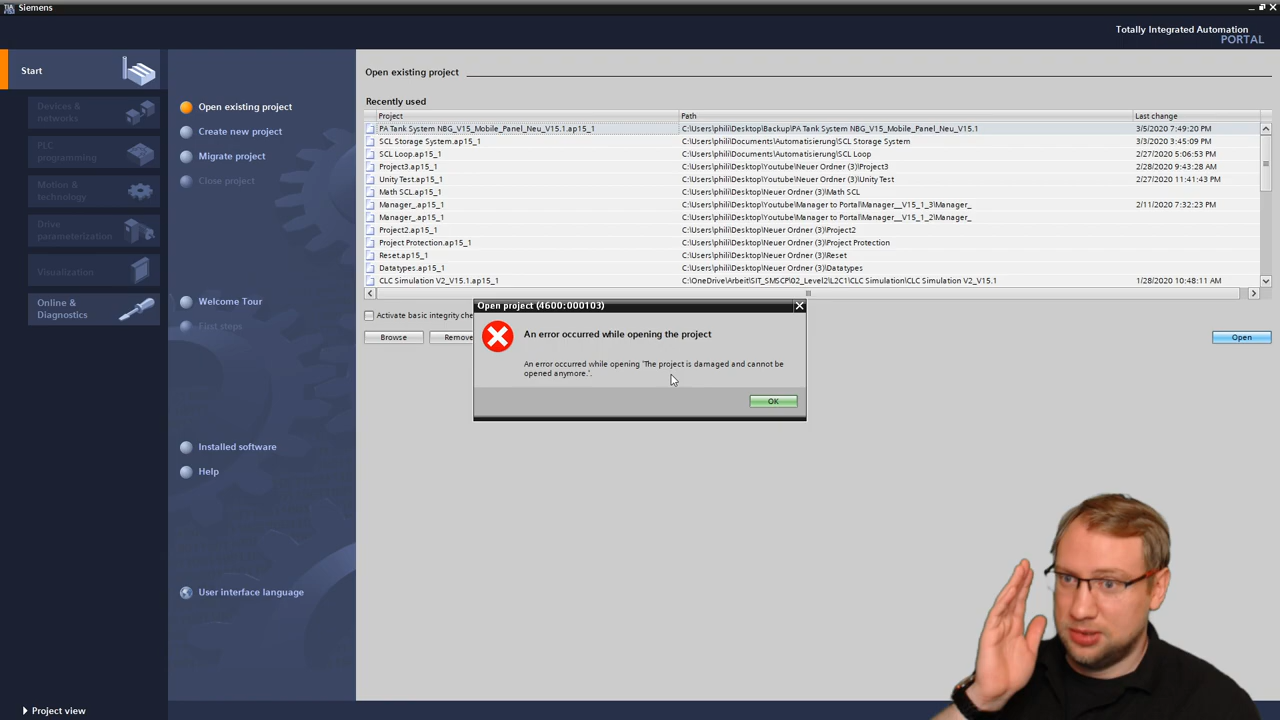 Siemens
Totally Integrated Automation
PORTAL
Start
Devices &
networks
PLC
programming
Motion &
technology
Drive
parameterization
Visualization
Online &
Diagnostics
Open existing project
Create new project
Migrate project
Close project
Welcome Tour
First steps
Installed software
Help
User interface language
Open existing project
Recently used
Project Path Last change
PA Tank System NBG_V15_Mobile_Panel_Neu_V15.1.ap15_1 C:\Users\phili\Desktop\Backup\PA Tank System NBG_V15_Mobile_Panel_Neu_V15.1 3/5/2020 7:49:20 PM
SCL Storage System.ap15_1 C:\Users\phili\Documents\Automatisierung\SCL Storage System 3/3/2020 3:45:09 PM
SCL Loop.ap15_1 C:\Users\phili\Documents\Automatisierung\SCL Loop 2/27/2020 5:06:53 PM
Project3.ap15_1 C:\Users\phili\Desktop\Youtube\Neuer Ordner (3)\Project3 2/28/2020 9:43:28 AM
Unity Test.ap15_1 C:\Users\phili\Desktop\Youtube\Neuer Ordner (3)\Unity Test 2/27/2020 11:41:43 PM
Math SCL.ap15_1 C:\Users\phili\Desktop\Neuer Ordner (3)\Math SCL
Manager_.ap15_1 C:\Users\phili\Desktop\Youtube\Manager to Portal\Manager__V15_1_3\Manager_ 2/11/2020 7:32:23 PM
Manager_.ap15_1 C:\Users\phili\Desktop\Youtube\Manager to Portal\Manager__V15_1_2\Manager_
Project2.ap15_1 C:\Users\phili\Desktop\Neuer Ordner (3)\Project2
Project Protection.ap15_1 C:\Users\phili\Desktop\Neuer Ordner (3)\Project Protection
Reset.ap15_1 C:\Users\phili\Desktop\Neuer Ordner (3)\Reset
Datatypes.ap15_1 C:\Users\phili\Desktop\Neuer Ordner (3)\Datatypes
CLC Simulation V2_V15.1.ap15_1 C:\OneDrive\Arbeit\SIT_SMSCP\02_Level2\L2C1\CLC Simulation\CLC Simulation V2_V15.1 1/28/2020 10:48:11 AM
Activate basic integrity che
Browse Remove Open
Open project (4600:000103)
An error occurred while opening the project
An error occurred while opening 'The project is damaged and cannot be
opened anymore.'.
OK
Project view